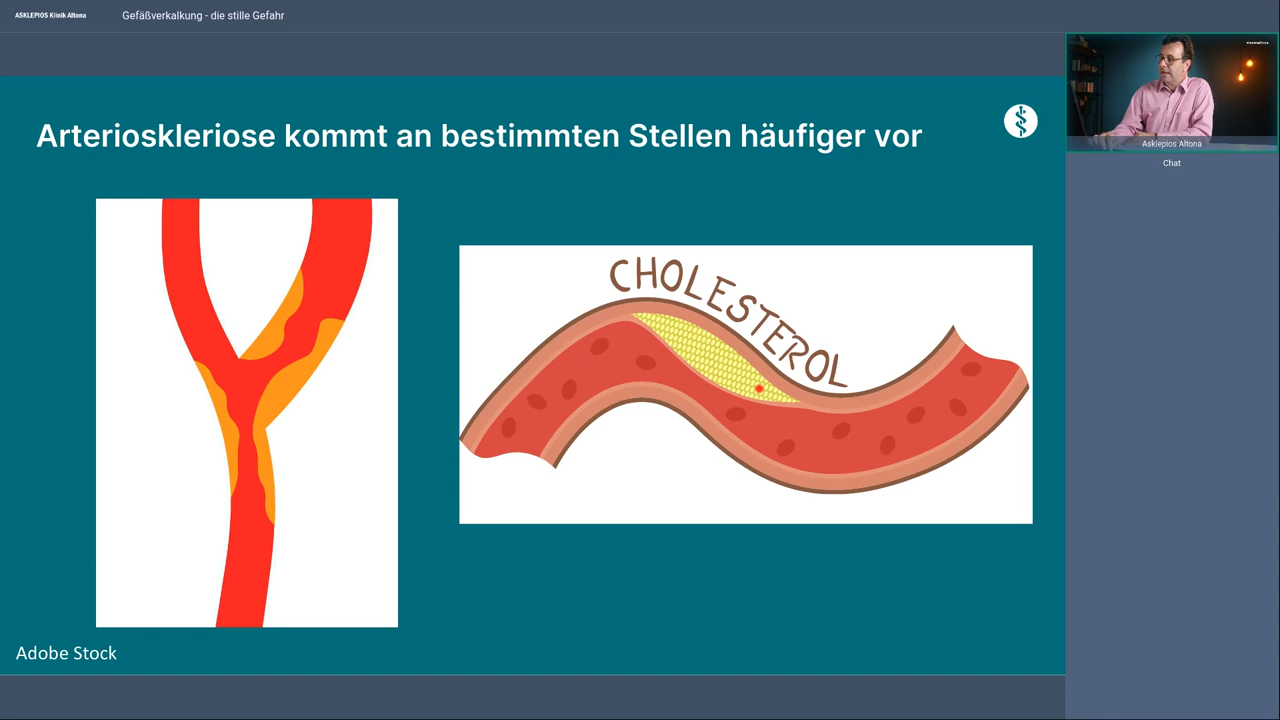 ASKLEPIOS Klinik Altona
Gefäßverkalkung - die stille Gefahr
Arterioskleriose kommt an bestimmten Stellen häufiger vor
CHOLESTEROL
Adobe Stock
Asklepios Altona
Chat